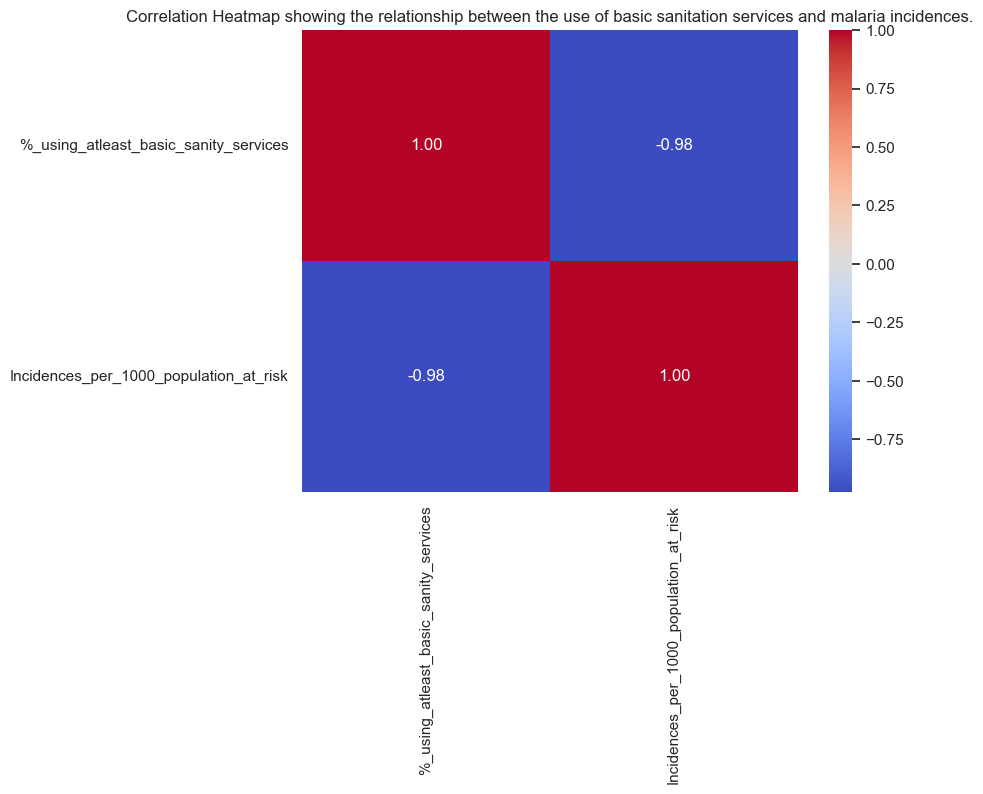 Correlation Heatmap showing the relationship between the use of basic sanitation services and malaria incidences.
%_using_atleast_basic_sanity_services
1.00
-0.98
Incidences_per_1000_population_at_risk
-0.98
1.00
%_using_atleast_basic_sanity_services
Incidences_per_1000_population_at_risk
1.00
0.75
0.50
0.25
0.00
−0.25
−0.50
−0.75